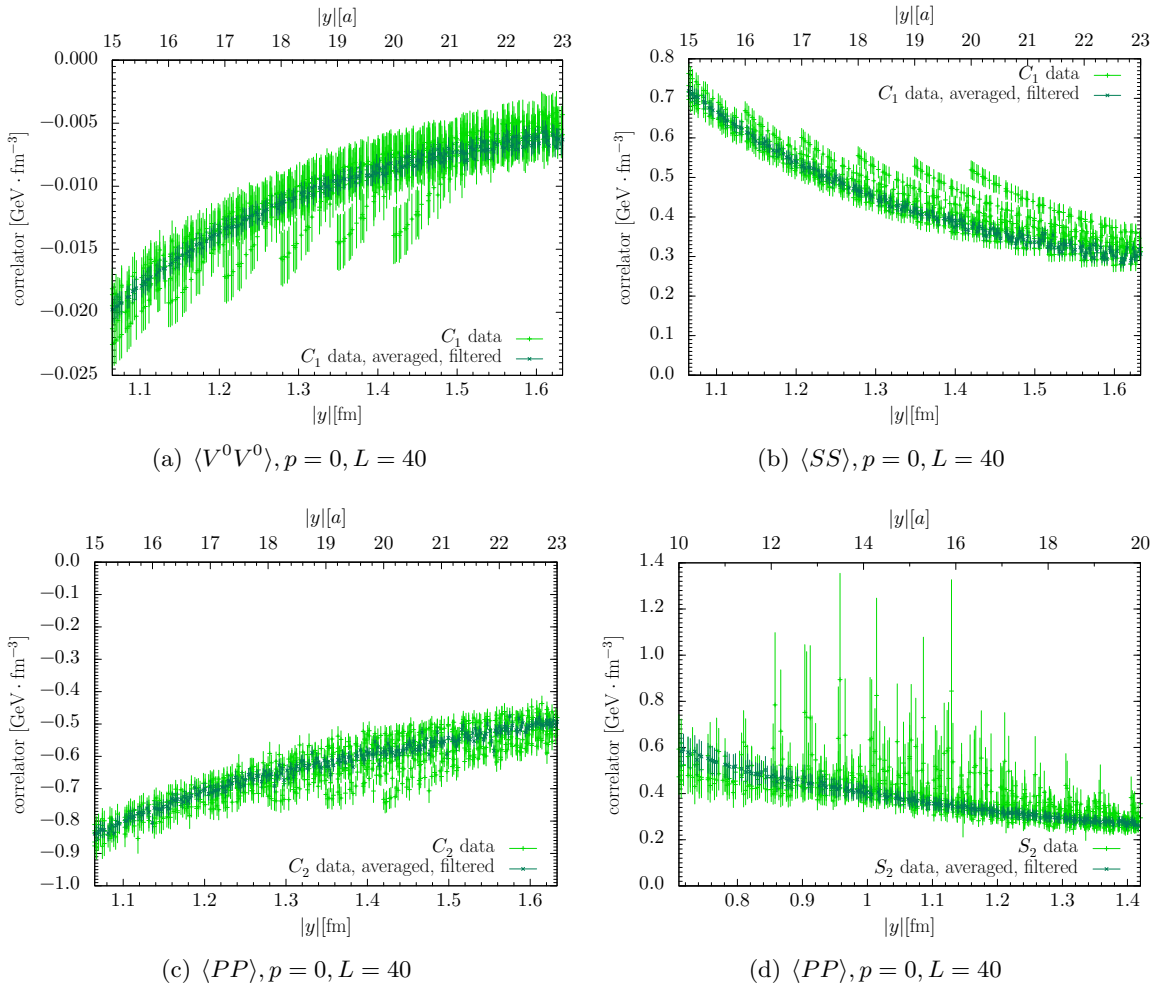 |y|[a]
15 16 17 18 19 20 21 22 23
0.000
−0.005
−0.010
−0.015
−0.020
−0.025
correlator [GeV · fm⁻³]
C₁ data
C₁ data, averaged, filtered
1.1 1.2 1.3 1.4 1.5 1.6
|y|[fm]
(a) ⟨V⁰V⁰⟩, p = 0, L = 40
|y|[a]
15 16 17 18 19 20 21 22 23
0.8
0.7
0.6
0.5
0.4
0.3
0.2
0.1
0.0
correlator [GeV · fm⁻³]
C₁ data
C₁ data, averaged, filtered
1.1 1.2 1.3 1.4 1.5 1.6
|y|[fm]
(b) ⟨SS⟩, p = 0, L = 40
|y|[a]
15 16 17 18 19 20 21 22 23
0.0
−0.1
−0.2
−0.3
−0.4
−0.5
−0.6
−0.7
−0.8
−0.9
−1.0
correlator [GeV · fm⁻³]
C₂ data
C₂ data, averaged, filtered
1.1 1.2 1.3 1.4 1.5 1.6
|y|[fm]
(c) ⟨PP⟩, p = 0, L = 40
|y|[a]
10 12 14 16 18 20
1.4
1.2
1.0
0.8
0.6
0.4
0.2
0.0
correlator [GeV · fm⁻³]
S₂ data
S₂ data, averaged, filtered
0.8 0.9 1 1.1 1.2 1.3 1.4
|y|[fm]
(d) ⟨PP⟩, p = 0, L = 40